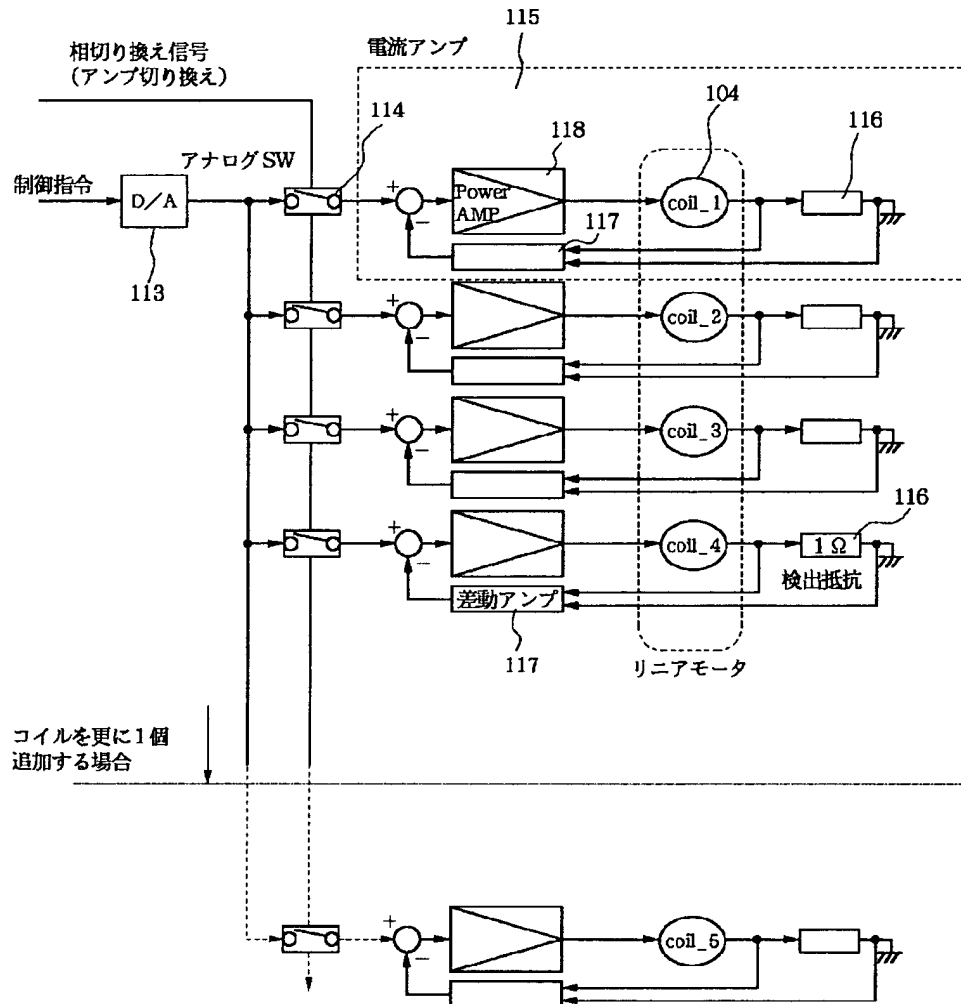 115
電流アンプ
相切り換え信号
(アンプ切り換え)
114
118
104
116
アナログSW
制御指令
D/A
+
−
Power
AMP
coil_1
117
113
+
−
coil_2
+
−
coil_3
+
−
coil_4
116
1Ω
検出抵抗
差動アンプ
117
リニアモータ
コイルを更に1個
追加する場合
+
−
coil_5